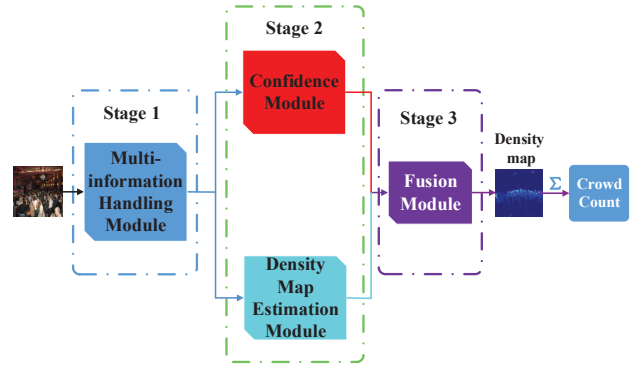 Stage 1
Multi-
information
Handling
Module
Stage 2
Confidence
Module
Density
Map
Estimation
Module
Stage 3
Fusion
Module
Density
map
Σ
Crowd
Count